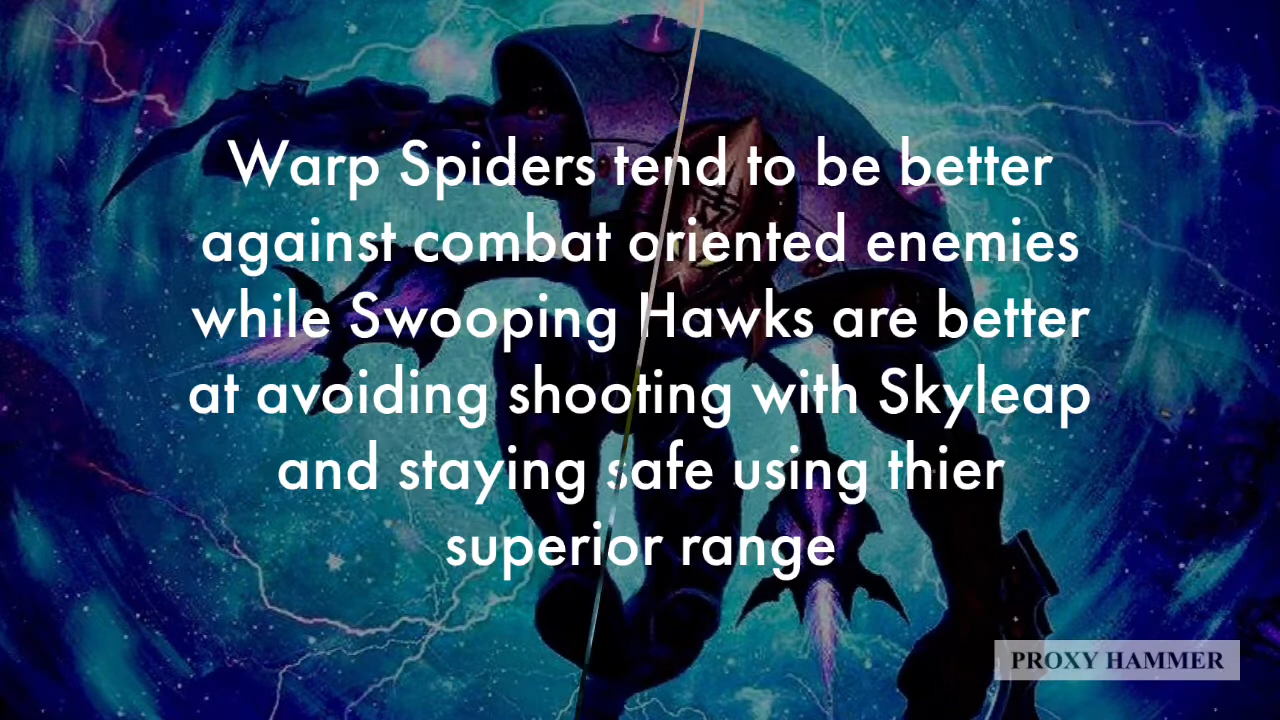 Warp Spiders tend to be better
against combat oriented enemies
while Swooping Hawks are better
at avoiding shooting with Skyleap
and staying safe using thier
superior range
PROXY HAMMER